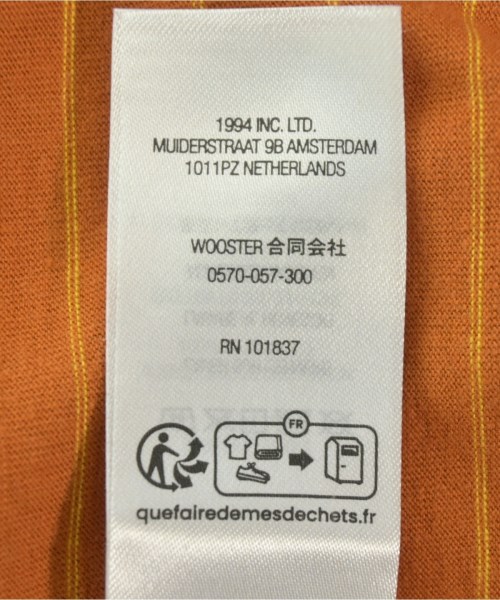 1994 INC. LTD.
MUIDERSTRAAT 9B AMSTERDAM
1011PZ NETHERLANDS
WOOSTER 合同会社
0570-057-300
RN 101837
FR
quefairedemesdechets.fr